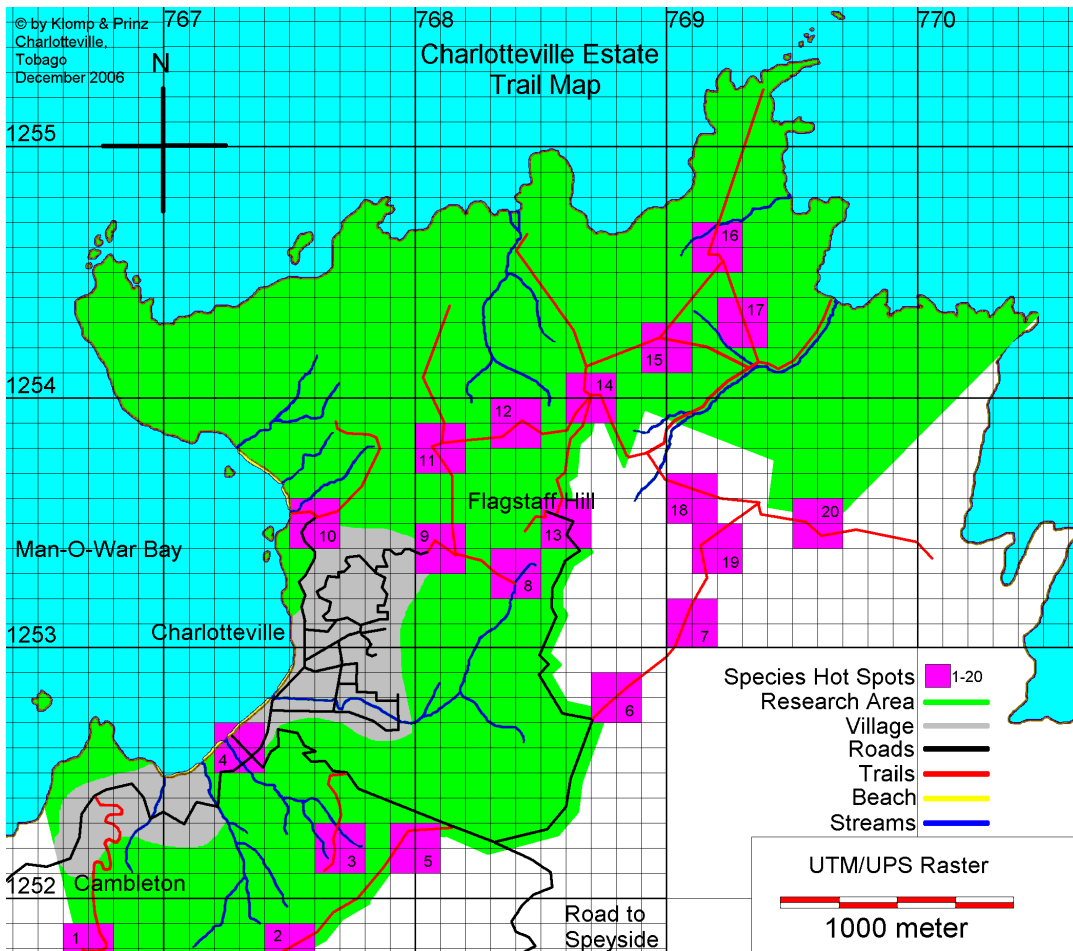 © by Klomp & Prinz
Charlotteville,
Tobago
December 2006
N
767
768
769
770
Charlotteville Estate
Trail Map
1255
16
17
15
1254
14
12
11
Flagstaff Hill
18
20
10
9
13
Man-O-War Bay
19
8
1253
Charlotteville
7
Species Hot Spots
1-20
Research Area
6
Village
Roads
4
Trails
Beach
Streams
3
5
UTM/UPS Raster
1252
Cambleton
1000 meter
1
2
Road to
Speyside